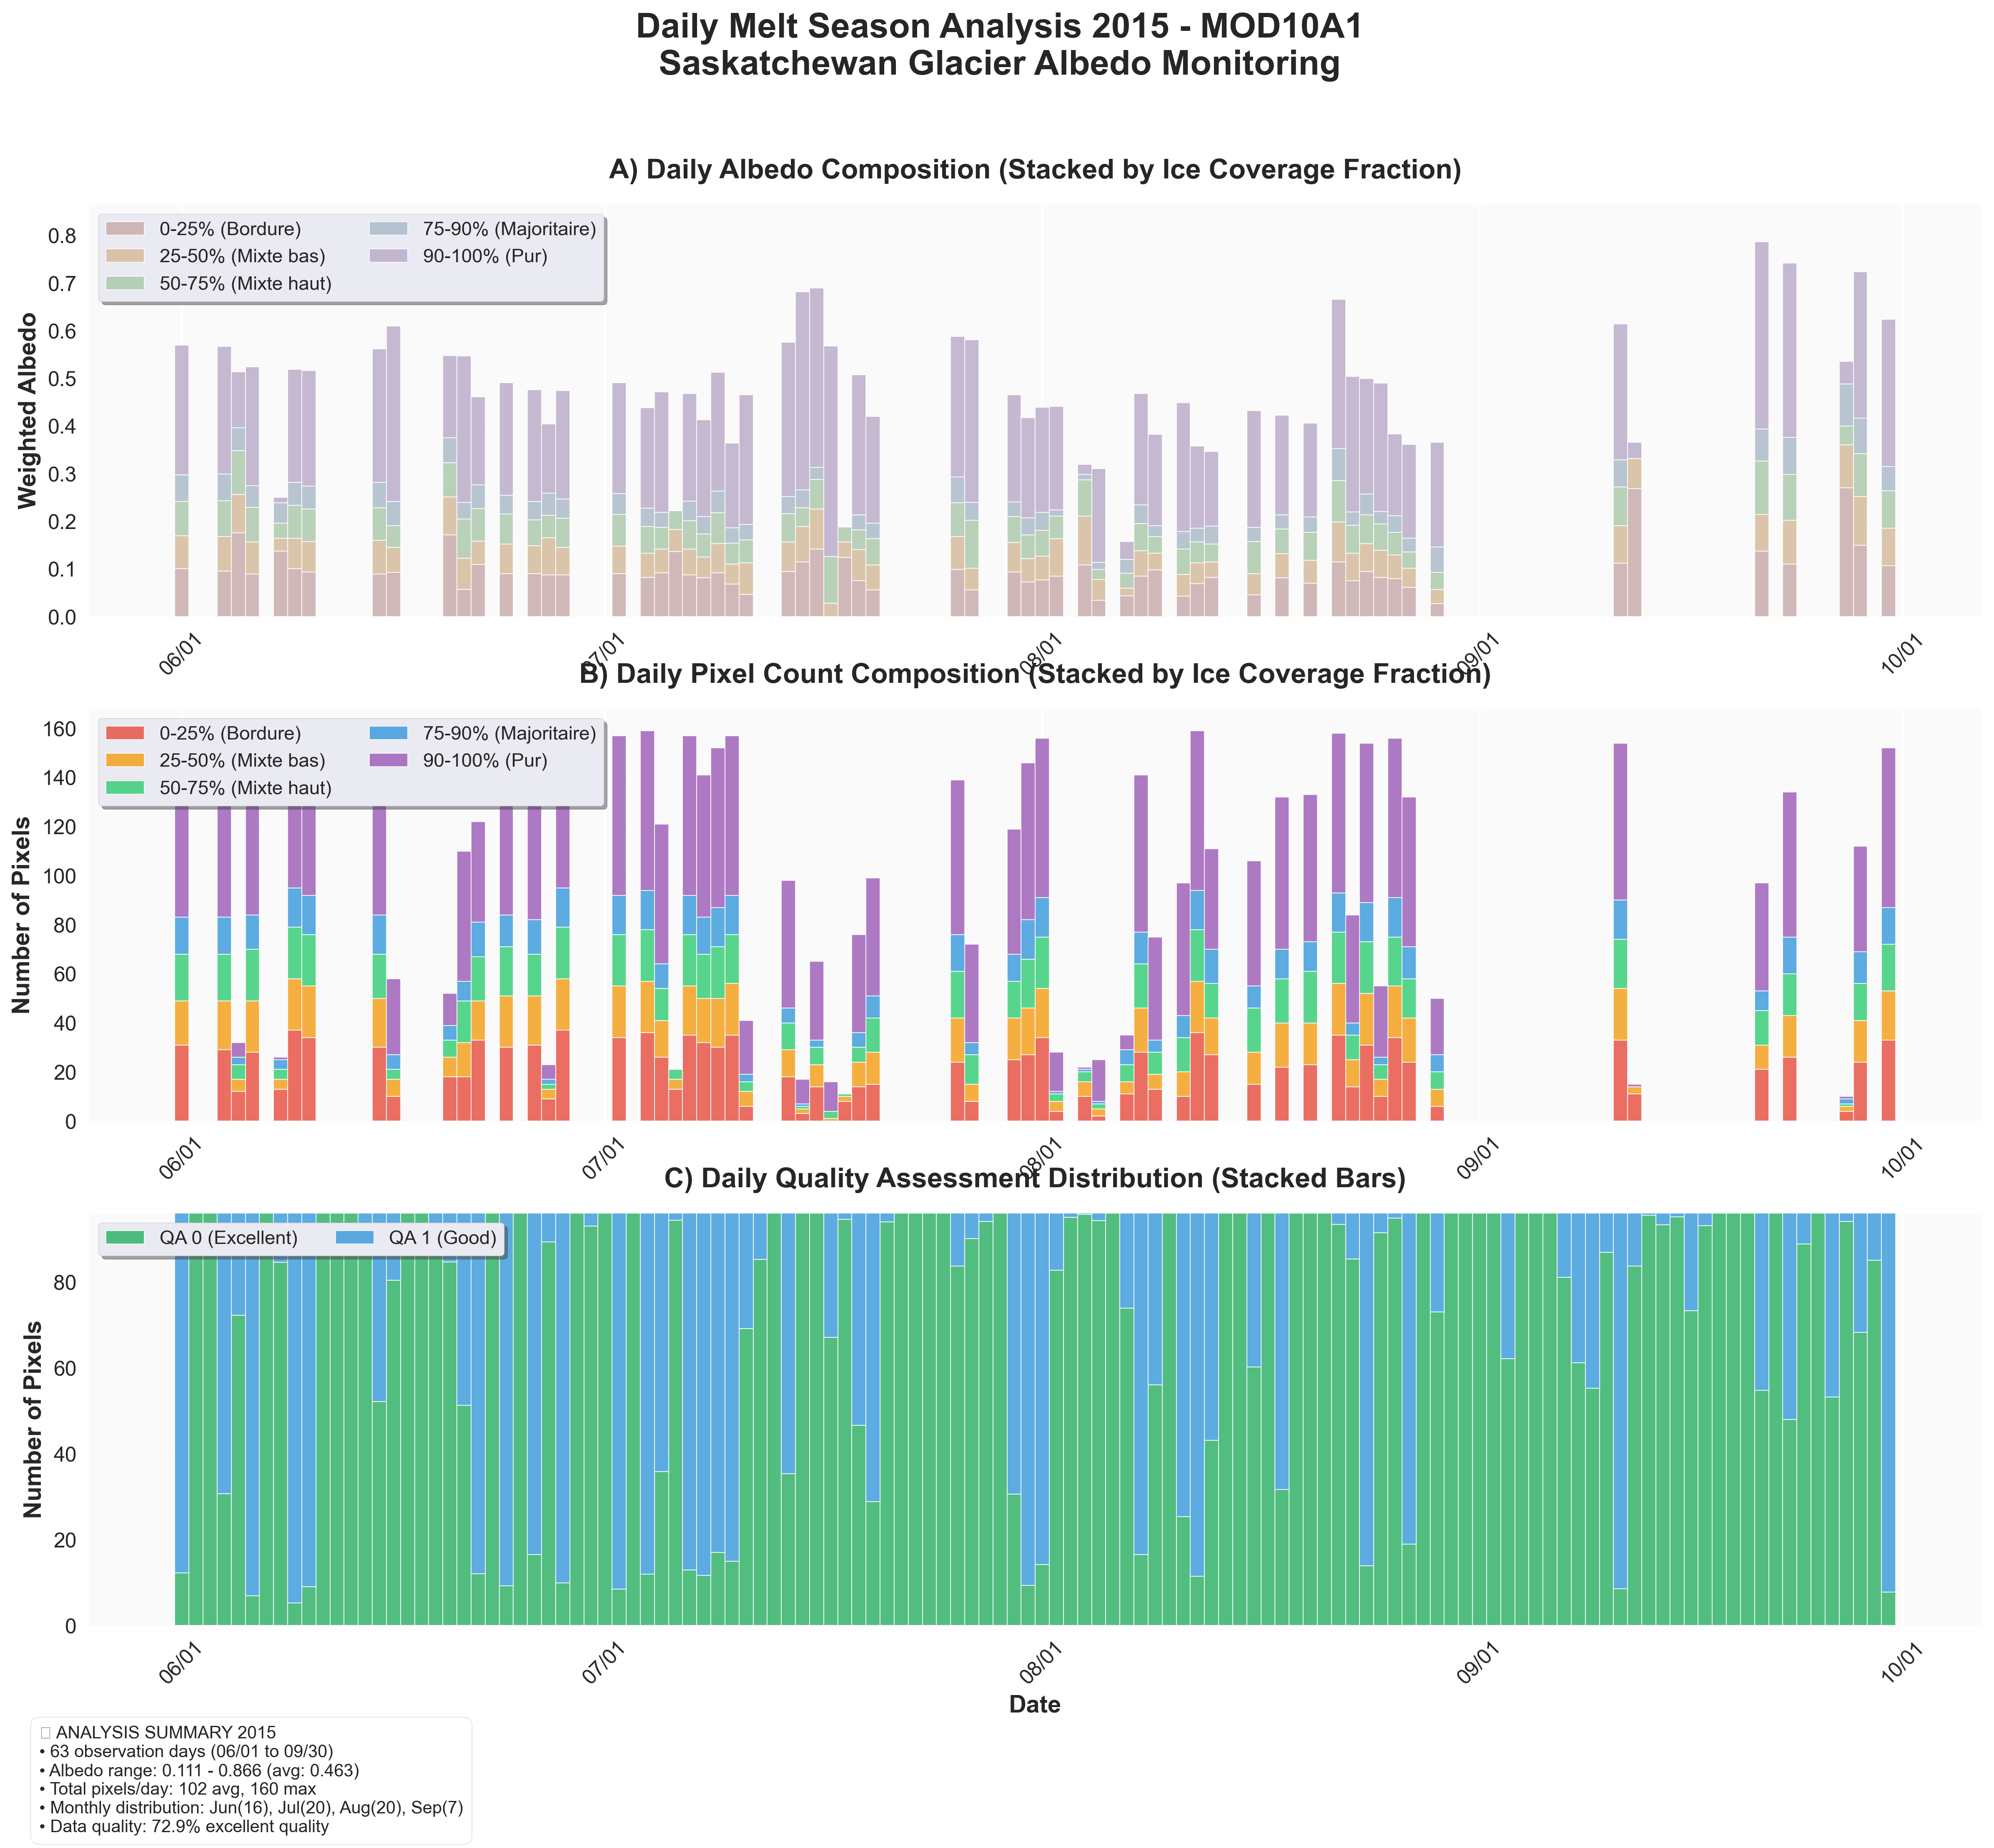 Daily Melt Season Analysis 2015 - MOD10A1
Saskatchewan Glacier Albedo Monitoring
A) Daily Albedo Composition (Stacked by Ice Coverage Fraction)
0-25% (Bordure)
25-50% (Mixte bas)
50-75% (Mixte haut)
75-90% (Majoritaire)
90-100% (Pur)
Weighted Albedo
0.8
0.7
0.6
0.5
0.4
0.3
0.2
0.1
0.0
06/01
07/01
08/01
09/01
10/01
B) Daily Pixel Count Composition (Stacked by Ice Coverage Fraction)
0-25% (Bordure)
25-50% (Mixte bas)
50-75% (Mixte haut)
75-90% (Majoritaire)
90-100% (Pur)
Number of Pixels
160
140
120
100
80
60
40
20
0
06/01
07/01
08/01
09/01
10/01
C) Daily Quality Assessment Distribution (Stacked Bars)
QA 0 (Excellent)
QA 1 (Good)
Number of Pixels
80
60
40
20
0
06/01
07/01
08/01
09/01
10/01
Date
ANALYSIS SUMMARY 2015
• 63 observation days (06/01 to 09/30)
• Albedo range: 0.111 - 0.866 (avg: 0.463)
• Total pixels/day: 102 avg, 160 max
• Monthly distribution: Jun(16), Jul(20), Aug(20), Sep(7)
• Data quality: 72.9% excellent quality